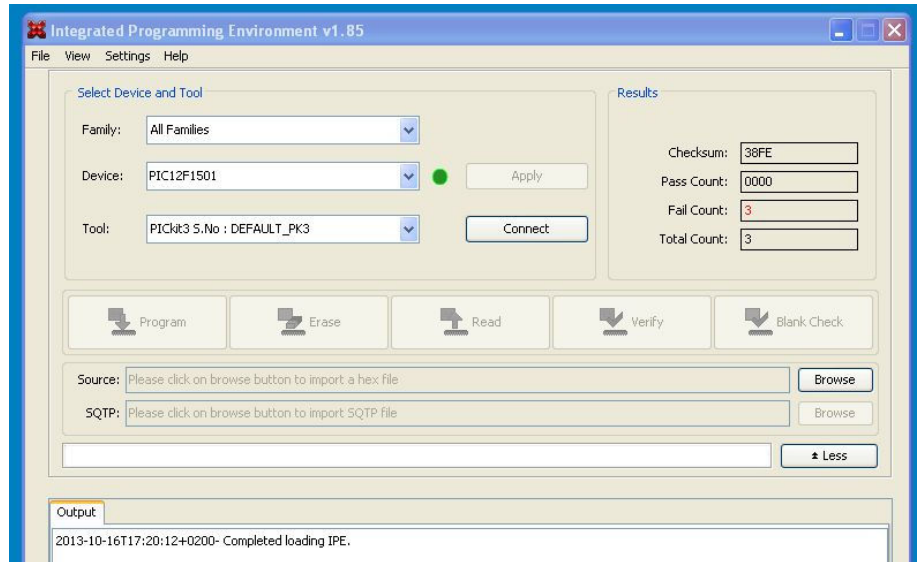 Integrated Programming Environment v1.85
File View Settings Help
Select Device and Tool
Family: All Families
Device: PIC12F1501 Apply
Tool: PICkit3 S.No : DEFAULT_PK3 Connect
Results
Checksum: 38FE
Pass Count: 0000
Fail Count: 3
Total Count: 3
Program Erase Read Verify Blank Check
Source: Please click on browse button to import a hex file Browse
SQTP: Please click on browse button to import SQTP file Browse
Less
Output
2013-10-16T17:20:12+0200- Completed loading IPE.